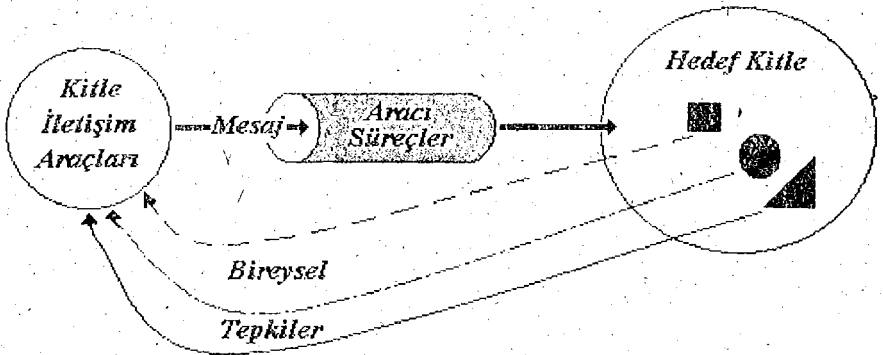 Kitle
İletişim
Araçları
Mesaj
Aracı
Süreçler
Hedef Kitle
Bireysel
Tepkiler